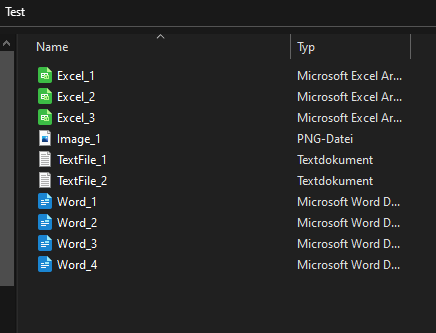 Test
Name Typ
Excel_1 Microsoft Excel Ar...
Excel_2 Microsoft Excel Ar...
Excel_3 Microsoft Excel Ar...
Image_1 PNG-Datei
TextFile_1 Textdokument
TextFile_2 Textdokument
Word_1 Microsoft Word D...
Word_2 Microsoft Word D...
Word_3 Microsoft Word D...
Word_4 Microsoft Word D...